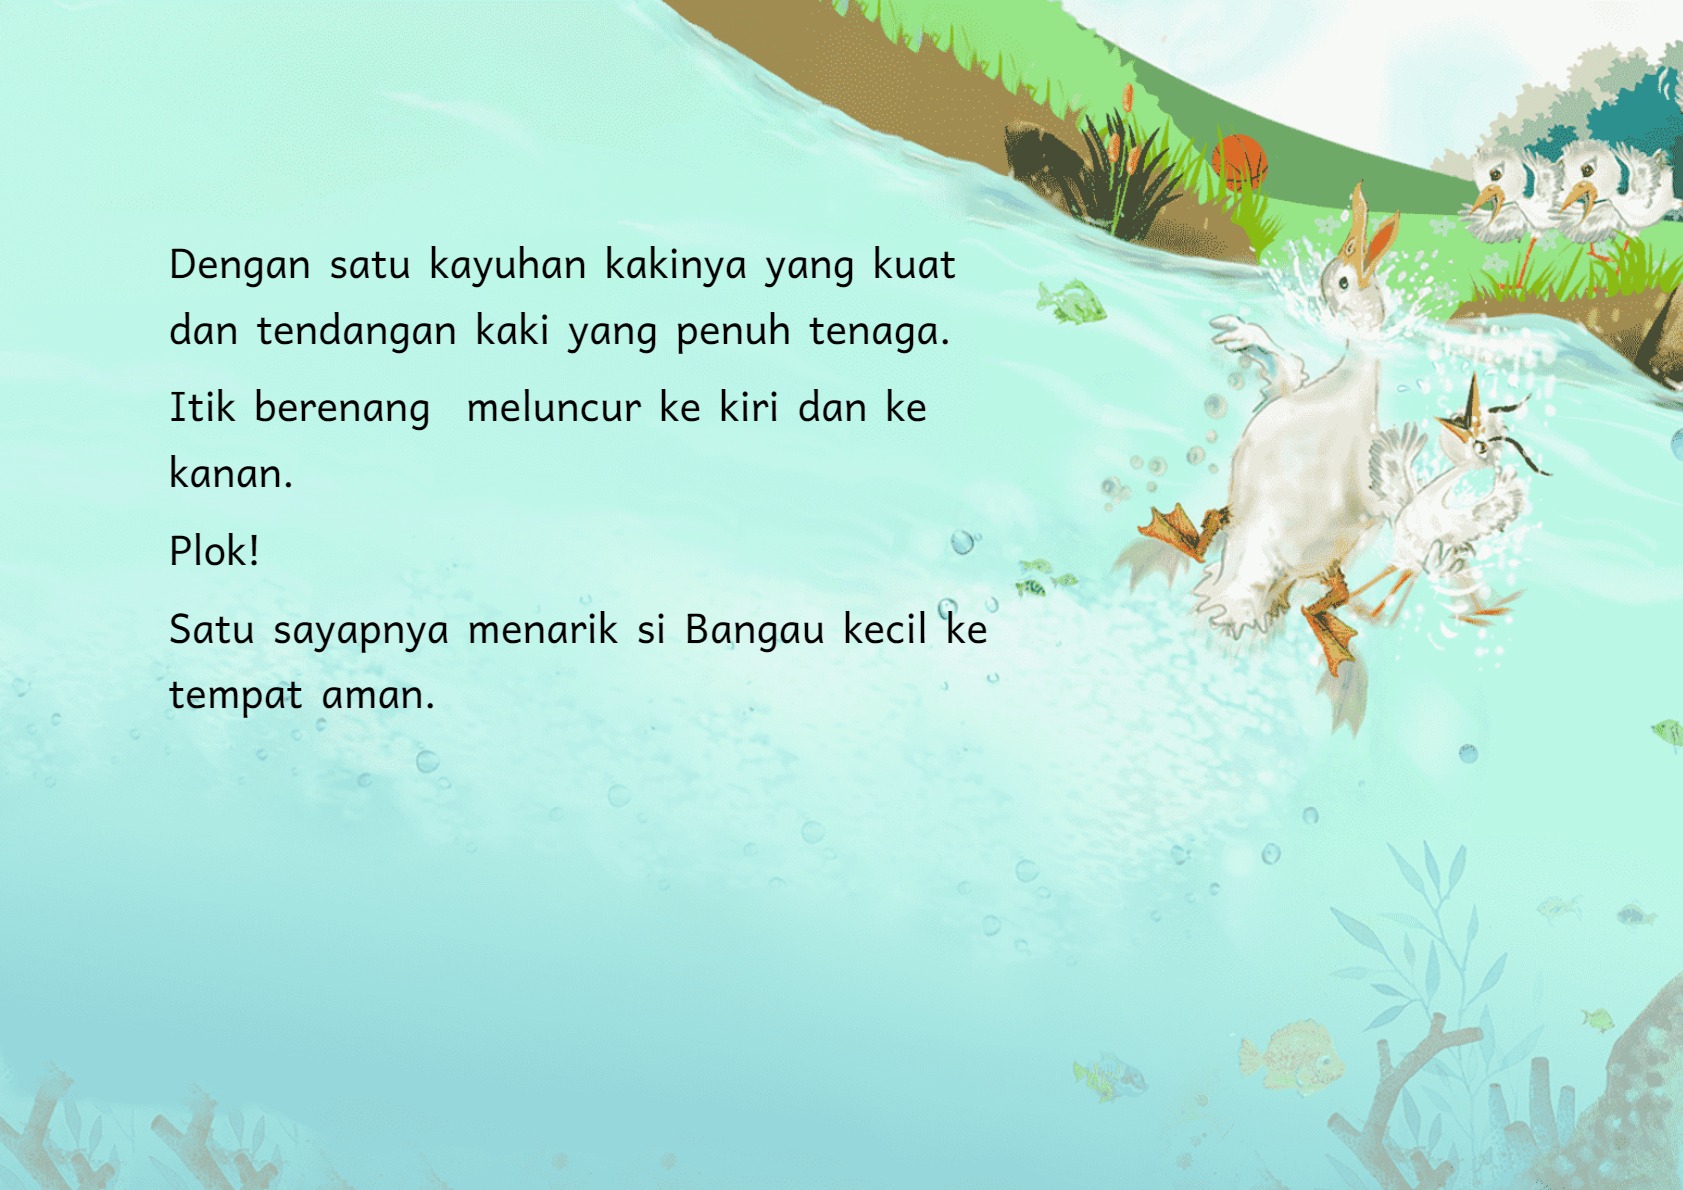 Dengan satu kayuhan kakinya yang kuat
dan tendangan kaki yang penuh tenaga.
Itik berenang  meluncur ke kiri dan ke
kanan.
Plok!
Satu sayapnya menarik si Bangau kecil ke
tempat aman.